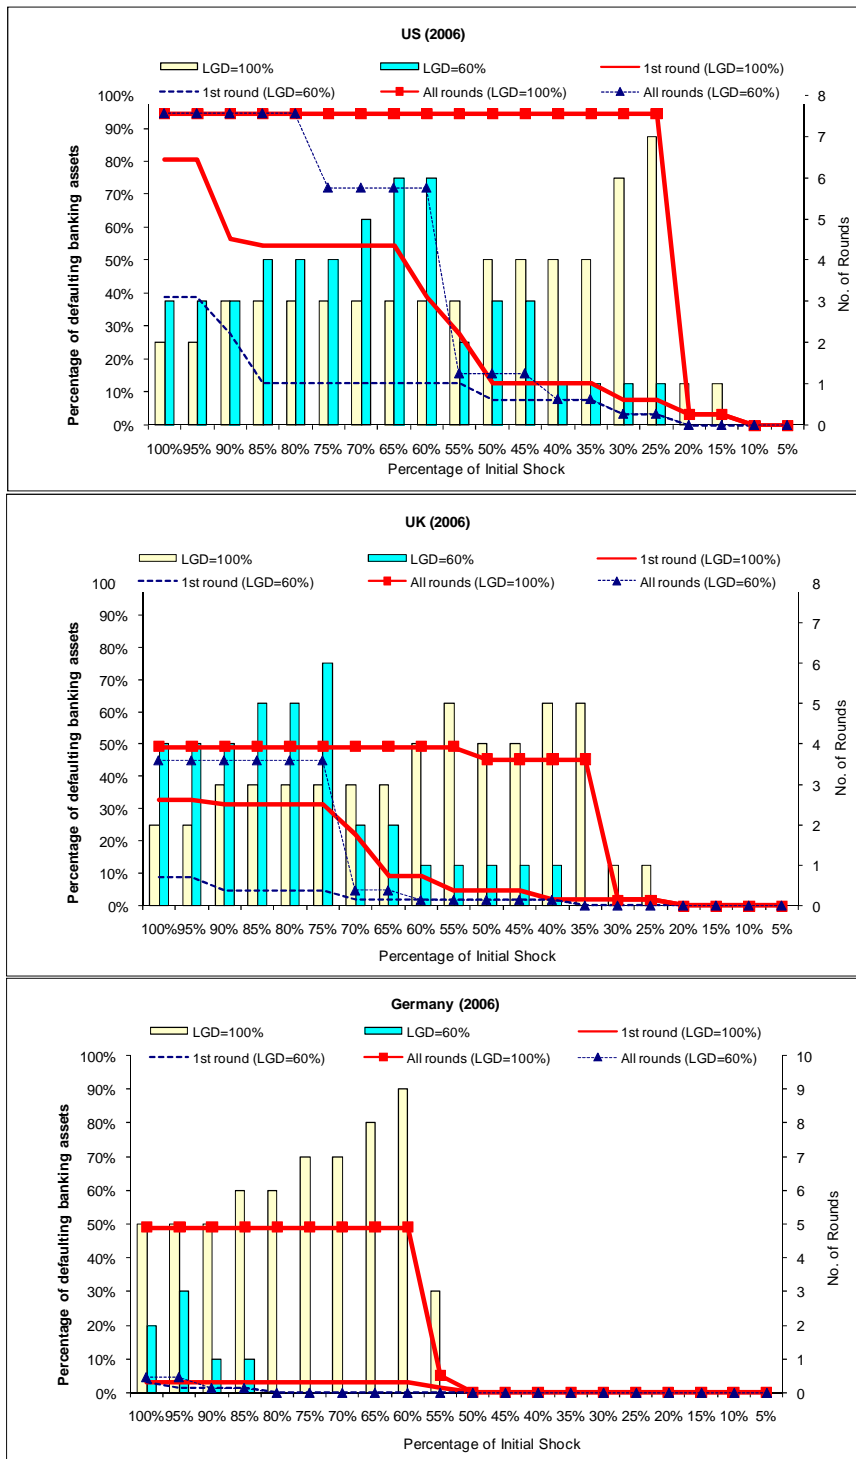 US (2006)
LGD=100% LGD=60% 1st round (LGD=100%)
1st round (LGD=60%) All rounds (LGD=100%) All rounds (LGD=60%)
Percentage of defaulting banking assets
100%
90%
80%
70%
60%
50%
40%
30%
20%
10%
0%
8
7
6
5
4
3
2
1
0
No. of Rounds
100% 95% 90% 85% 80% 75% 70% 65% 60% 55% 50% 45% 40% 35% 30% 25% 20% 15% 10% 5%
Percentage of Initial Shock
UK (2006)
LGD=100% LGD=60% 1st round (LGD=100%)
1st round (LGD=60%) All rounds (LGD=100%) All rounds (LGD=60%)
Percentage of defaulting banking assets
100
90%
80%
70%
60%
50%
40%
30%
20%
10%
0%
8
7
6
5
4
3
2
1
0
No. of Rounds
100% 95% 90% 85% 80% 75% 70% 65% 60% 55% 50% 45% 40% 35% 30% 25% 20% 15% 10% 5%
Percentage of Initial Shock
Germany (2006)
LGD=100% LGD=60% 1st round (LGD=100%)
1st round (LGD=60%) All rounds (LGD=100%) All rounds (LGD=60%)
Percentage of defaulting banking assets
100%
90%
80%
70%
60%
50%
40%
30%
20%
10%
0%
10
9
8
7
6
5
4
3
2
1
0
No. of Rounds
100% 95% 90% 85% 80% 75% 70% 65% 60% 55% 50% 45% 40% 35% 30% 25% 20% 15% 10% 5%
Percentage of Initial Shock